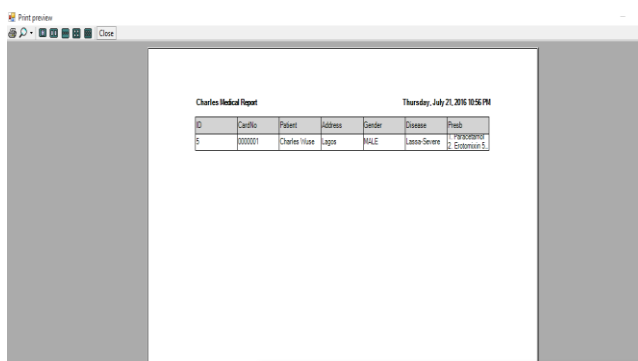 Print preview
Close
Charles Medical Report Thursday, July 21, 2016 10:56 PM
ID CardNo Patient Address Gender Disease Presb
5 0000001 Charles Wuse Lagos MALE Lassa-Severe 1. Paracetamol
2. Erotomixin 5...